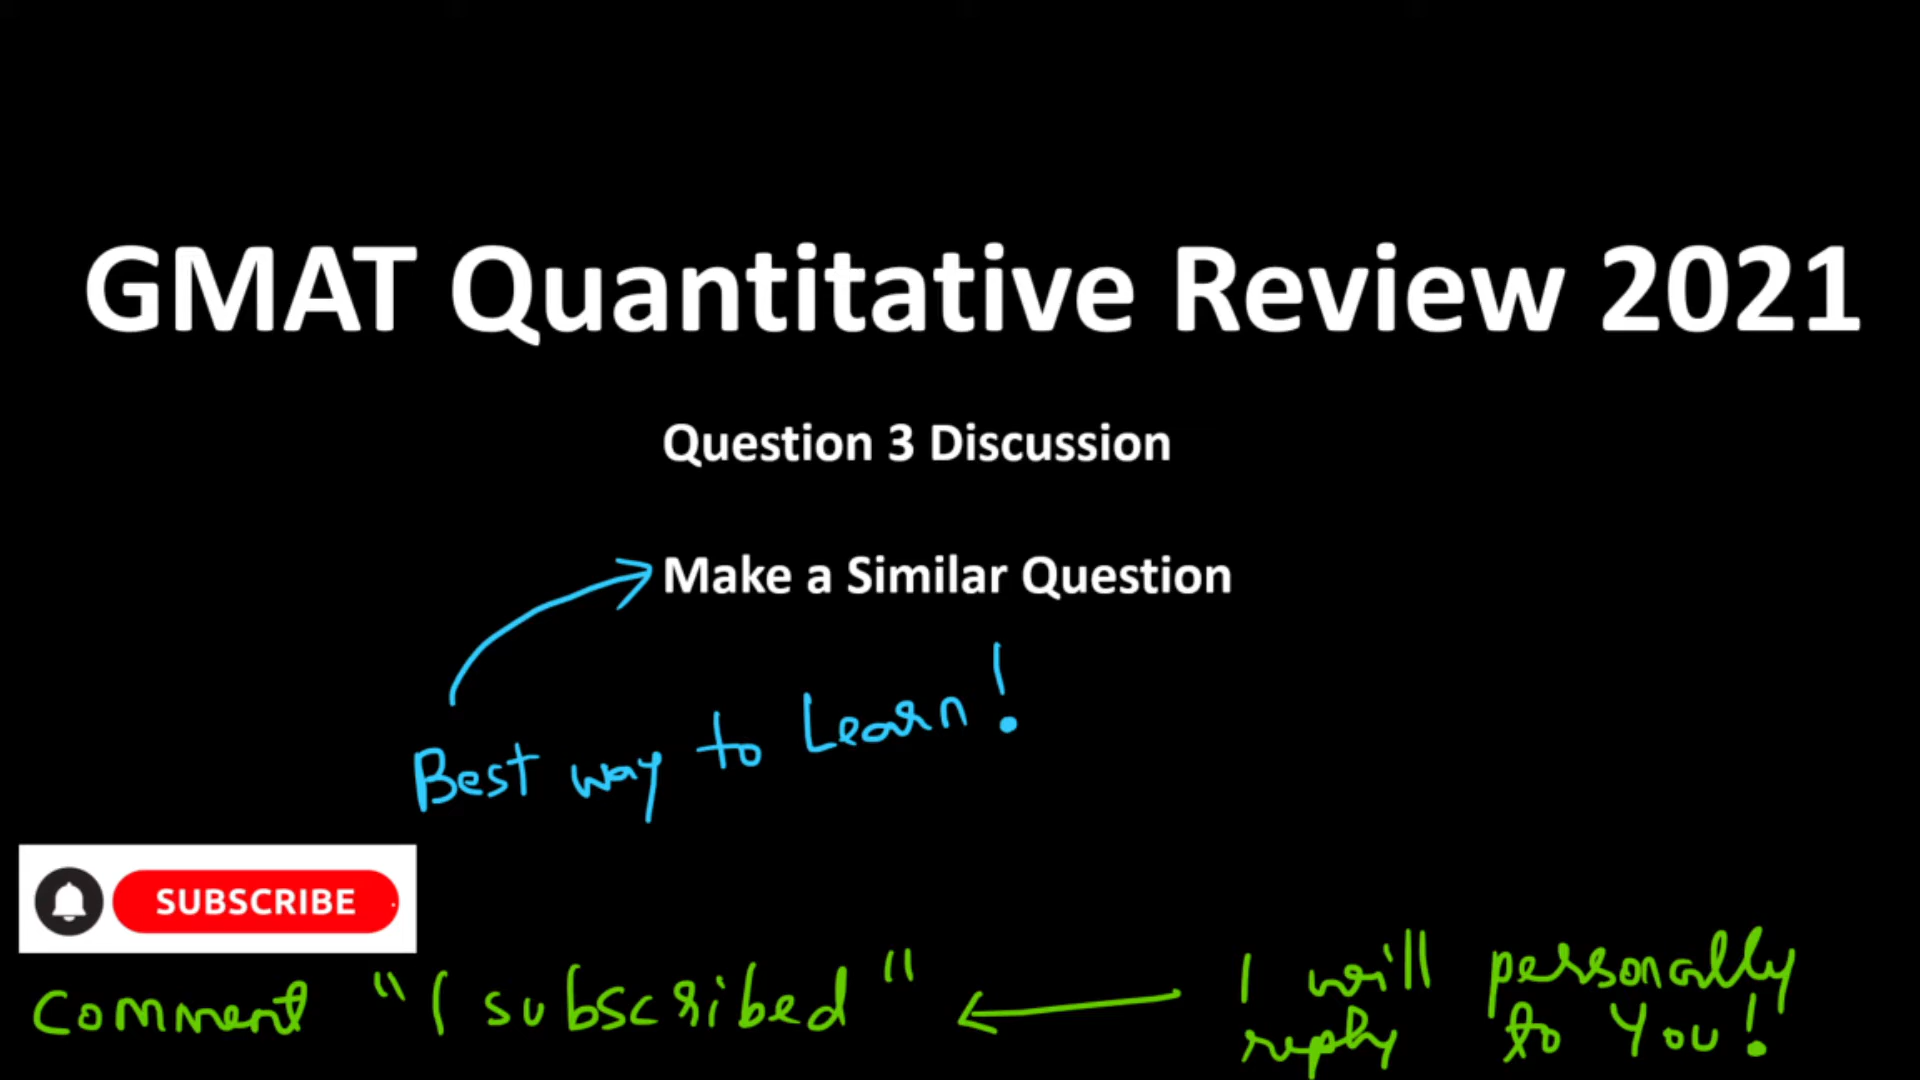 GMAT Quantitative Review 2021
Question 3 Discussion
Make a Similar Question
Best way to Learn!
SUBSCRIBE
comment "I subscribed"
I will personally
reply to You!